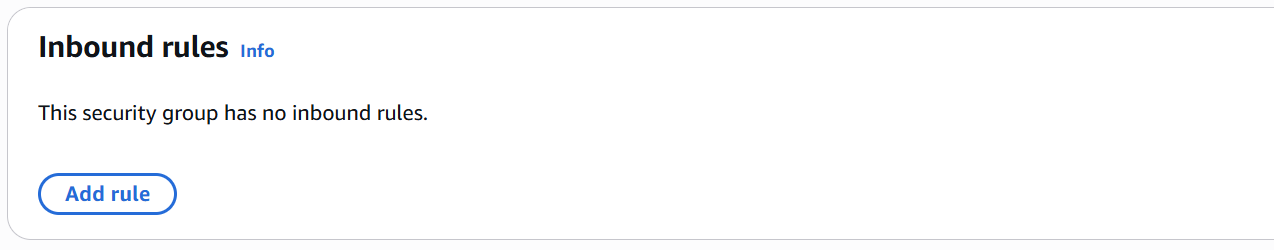 Inbound rules Info
This security group has no inbound rules.
Add rule